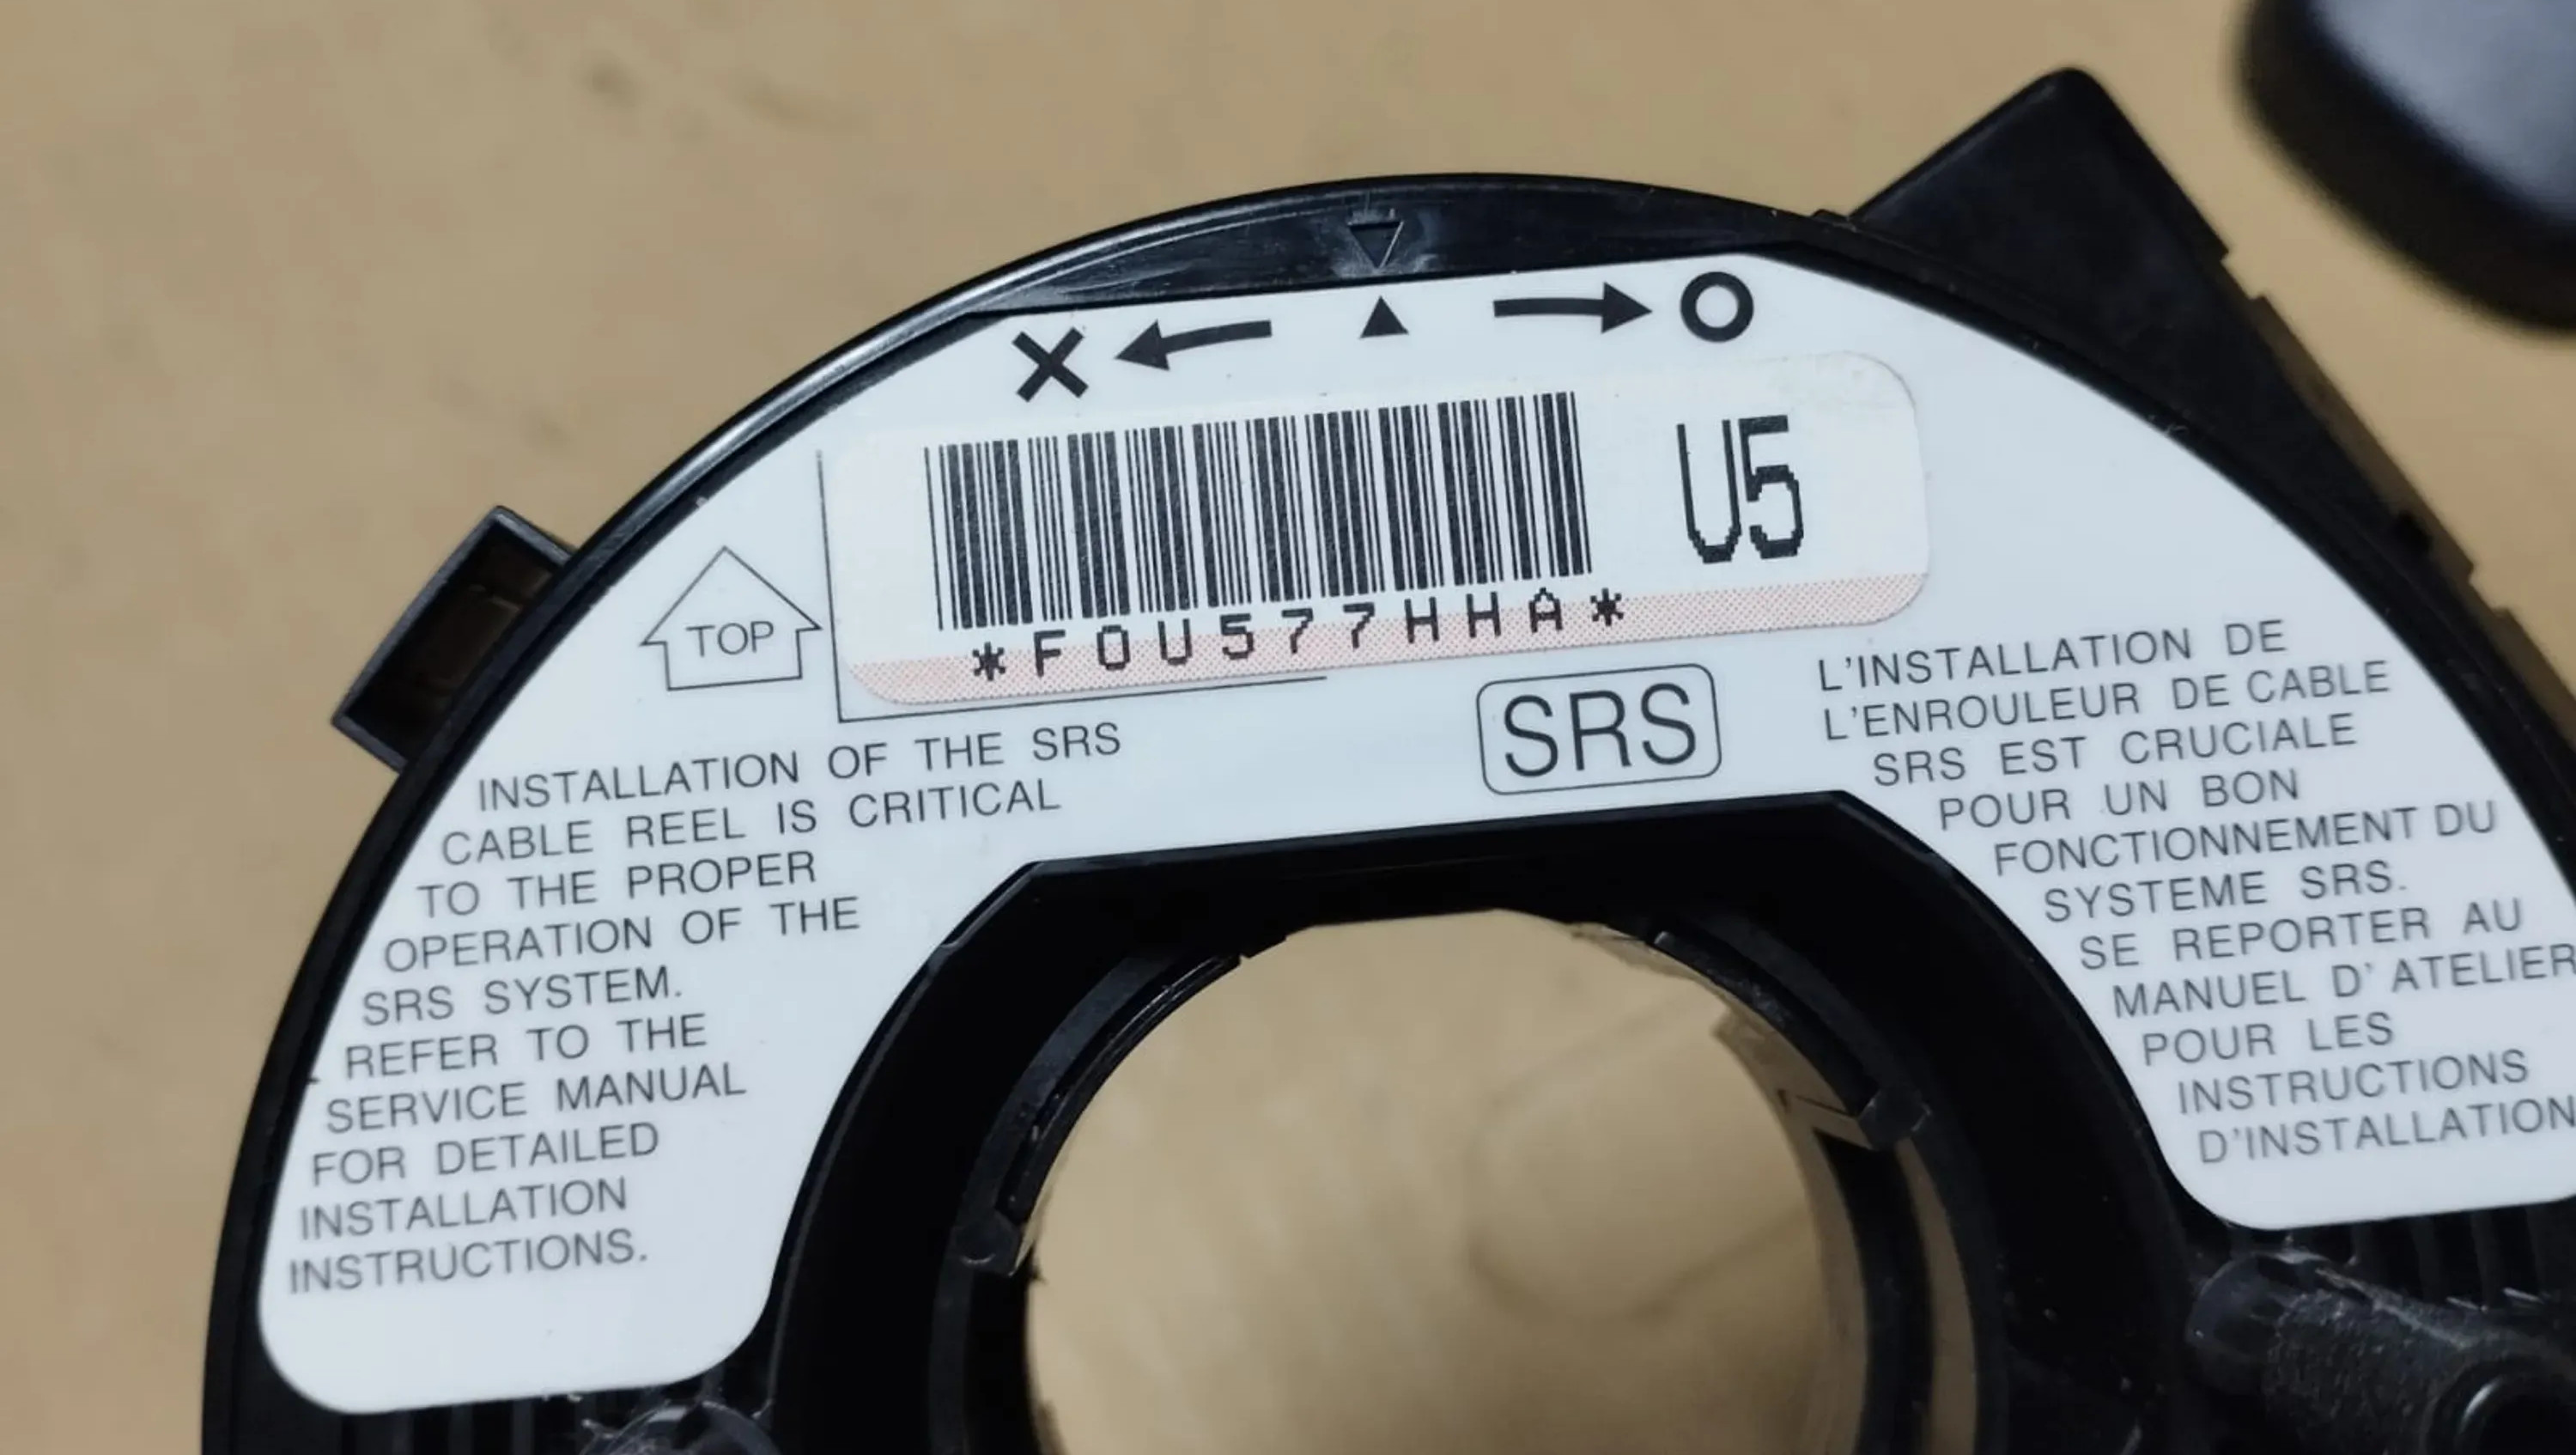 U5
*F0U577HHA*
TOP
SRS
INSTALLATION OF THE SRS
CABLE REEL IS CRITICAL
TO THE PROPER
OPERATION OF THE
SRS SYSTEM.
REFER TO THE
SERVICE MANUAL
FOR DETAILED
INSTALLATION
INSTRUCTIONS.
L'INSTALLATION DE
L'ENROULEUR DE CABLE
SRS EST CRUCIALE
POUR UN BON
FONCTIONNEMENT DU
SYSTEME SRS.
SE REPORTER AU
MANUEL D' ATELIER
POUR LES
INSTRUCTIONS
D'INSTALLATION